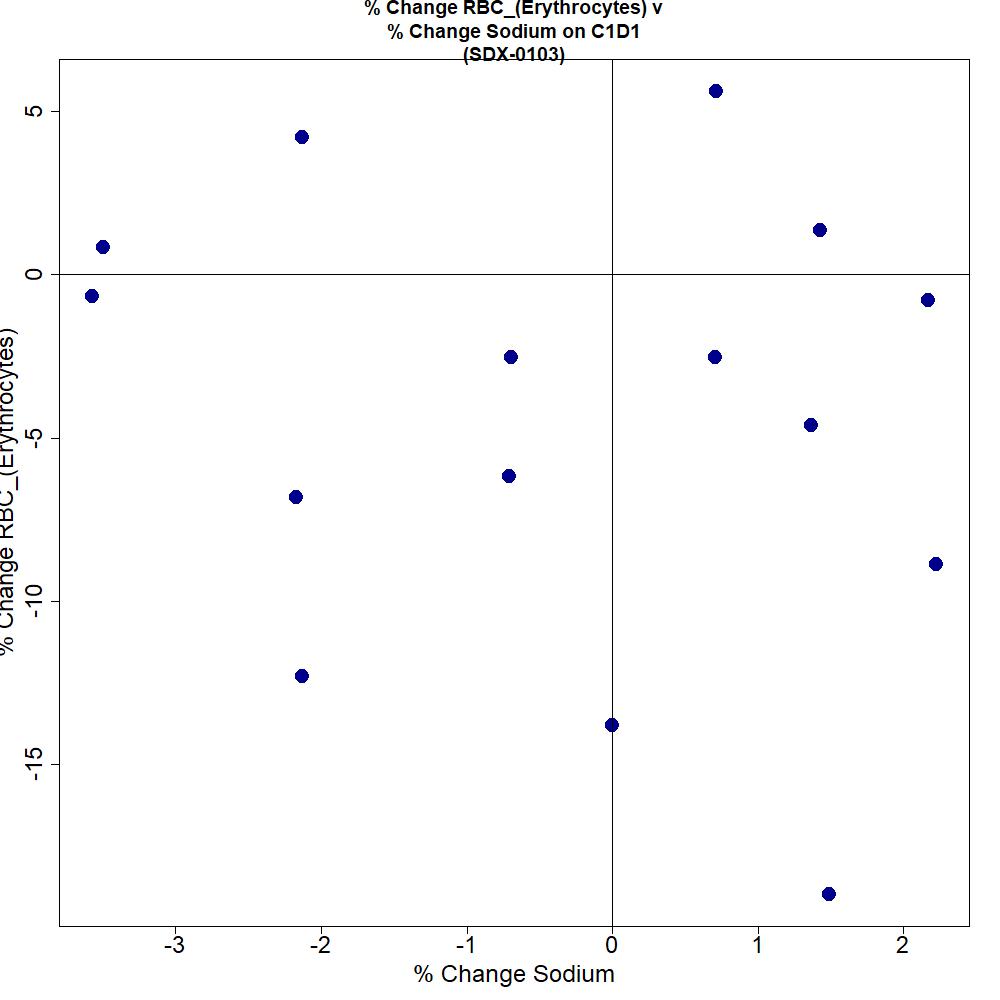 % Change RBC_(Erythrocytes) v
% Change Sodium on C1D1
(SDX-0103)
5
0
-5
-10
-15
% Change RBC_(Erythrocytes)
-3
-2
-1
0
1
2
% Change Sodium